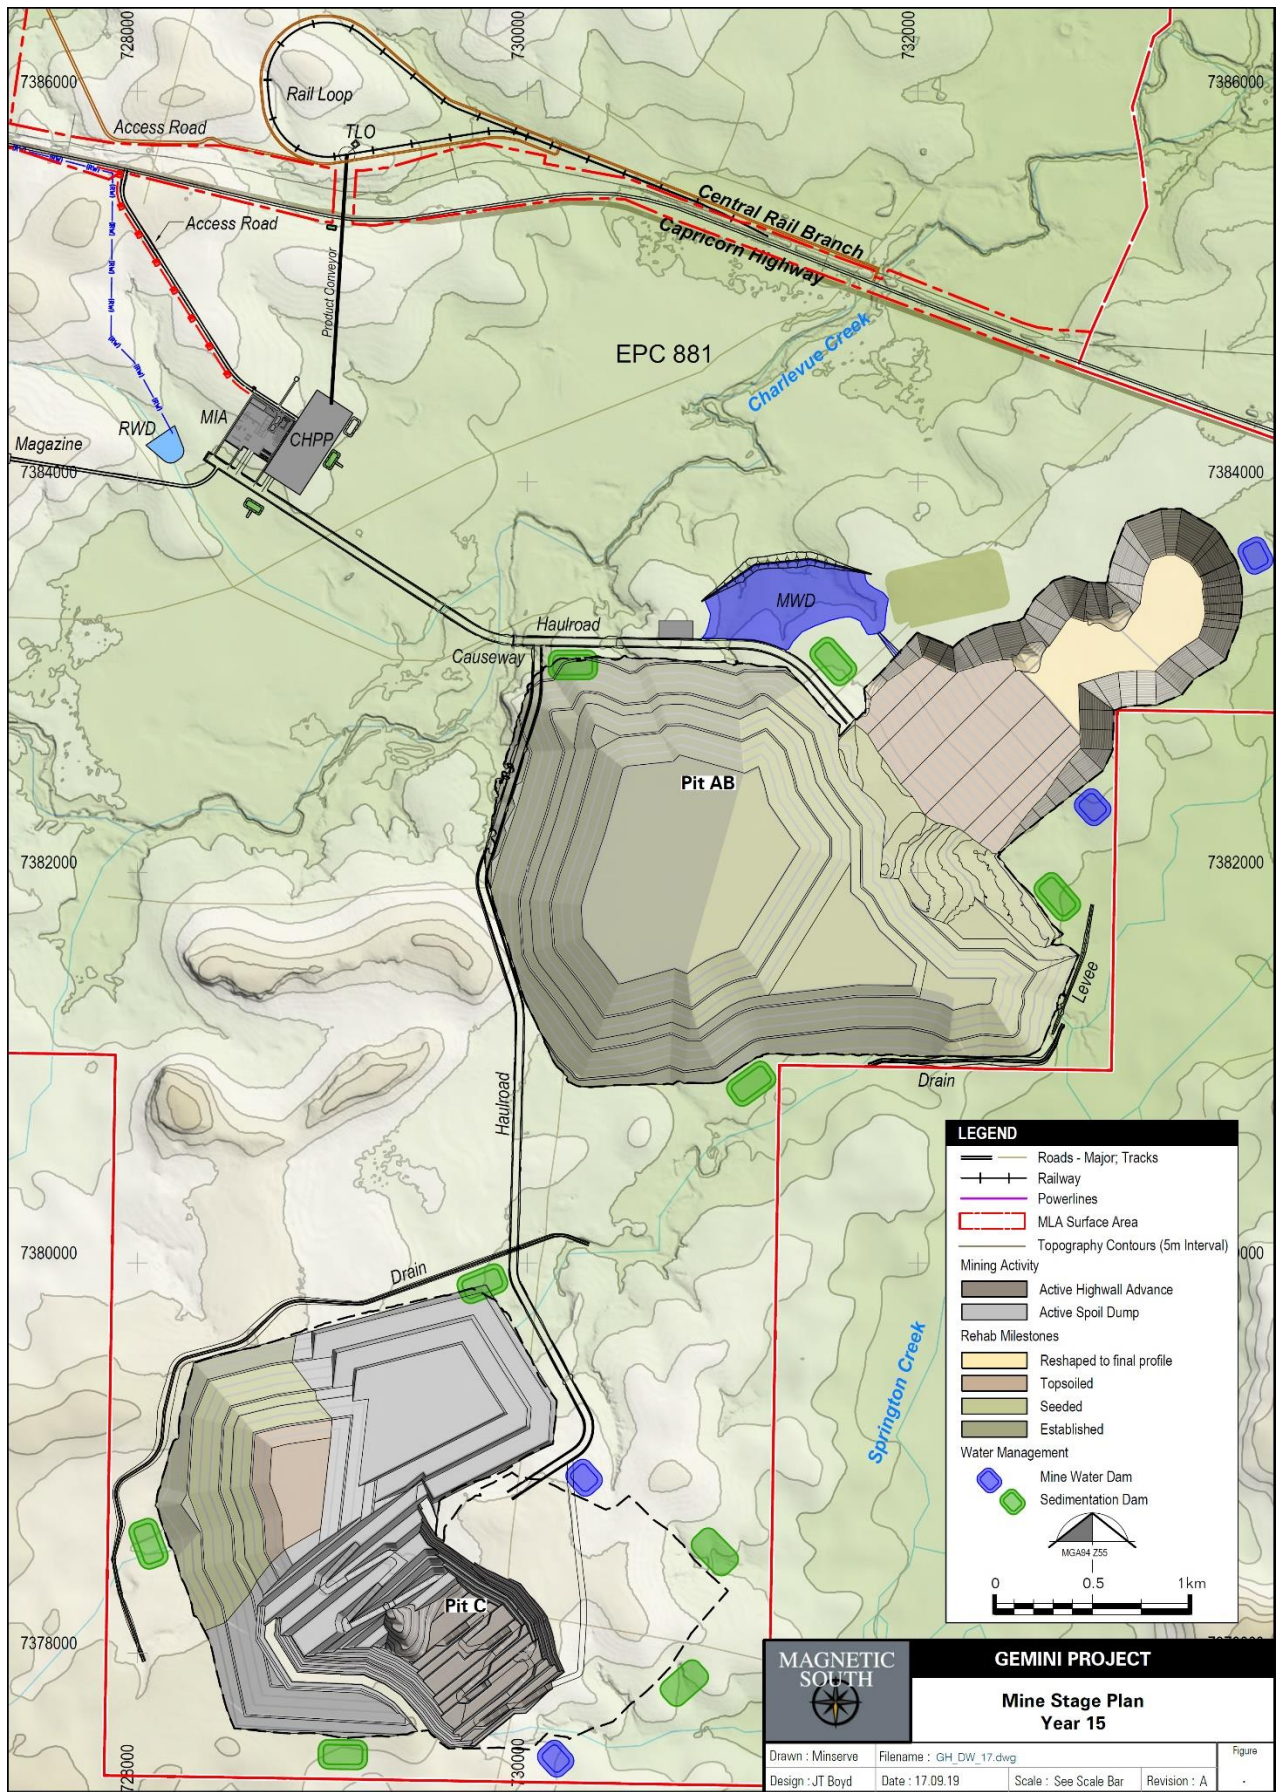 728000
730000
732000
7386000
7386000
Rail Loop
TLO
Access Road
Access Road
Central Rail Branch
Capricorn Highway
Product Conveyor
EPC 881
Charlevue Creek
MIA
RWD
CHPP
Magazine
7384000
7384000
MWD
Haulroad
Causeway
Pit AB
7382000
7382000
Levee
Drain
Haulroad
7380000
Drain
Springton Creek
Pit C
7378000
728000
730000
LEGEND
Roads - Major; Tracks
Railway
Powerlines
MLA Surface Area
Topography Contours (5m Interval)
Mining Activity
Active Highwall Advance
Active Spoil Dump
Rehab Milestones
Reshaped to final profile
Topsoiled
Seeded
Established
Water Management
Mine Water Dam
Sedimentation Dam
MGA94 Z55
0 0.5 1km
MAGNETIC
SOUTH
GEMINI PROJECT
Mine Stage Plan
Year 15
Drawn : Minserve Filename : GH_DW_17.dwg Figure
Design : JT Boyd Date : 17.09.19 Scale : See Scale Bar Revision : A -